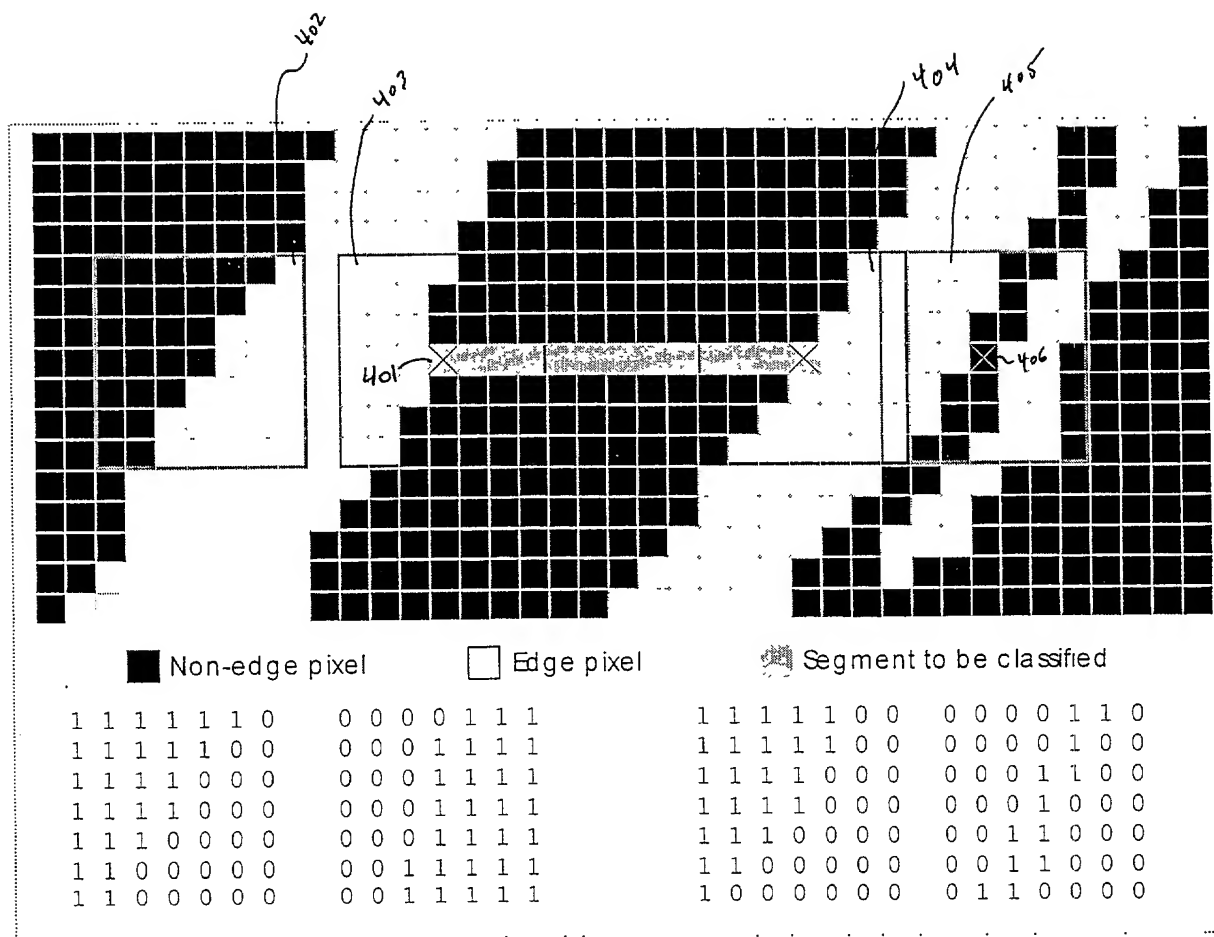 402
403
404
405
401
406
Non-edge pixel Edge pixel Segment to be classified
1 1 1 1 1 1 0 0 0 0 0 1 1 1 1 1 1 1 1 0 0 0 0 0 0 1 1 0
1 1 1 1 1 0 0 0 0 0 1 1 1 1 1 1 1 1 1 0 0 0 0 0 0 1 0 0
1 1 1 1 0 0 0 0 0 0 1 1 1 1 1 1 1 1 0 0 0 0 0 0 1 1 0 0
1 1 1 1 0 0 0 0 0 0 1 1 1 1 1 1 1 1 0 0 0 0 0 0 1 0 0 0
1 1 1 0 0 0 0 0 0 0 1 1 1 1 1 1 1 0 0 0 0 0 0 1 1 0 0 0
1 1 0 0 0 0 0 0 0 1 1 1 1 1 1 1 0 0 0 0 0 0 0 1 1 0 0 0
1 1 0 0 0 0 0 0 0 1 1 1 1 1 1 0 0 0 0 0 0 0 1 1 0 0 0 0